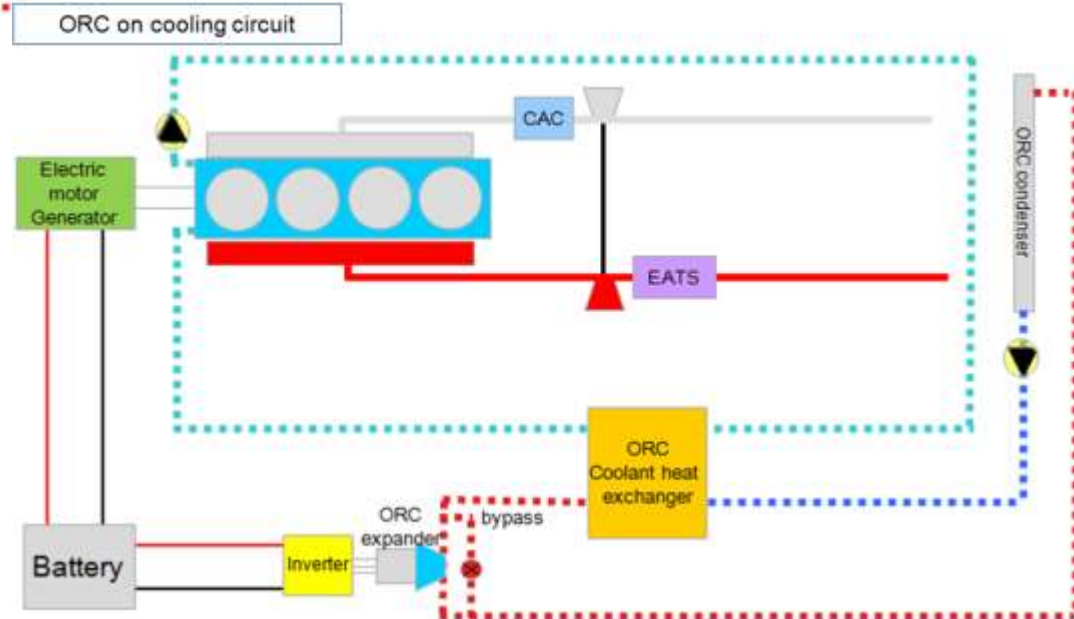 ORC on cooling circuit
CAC
Electric
motor
Generator
ORC condenser
EATS
ORC
Coolant heat
exchanger
ORC
expander
bypass
Battery
Inverter